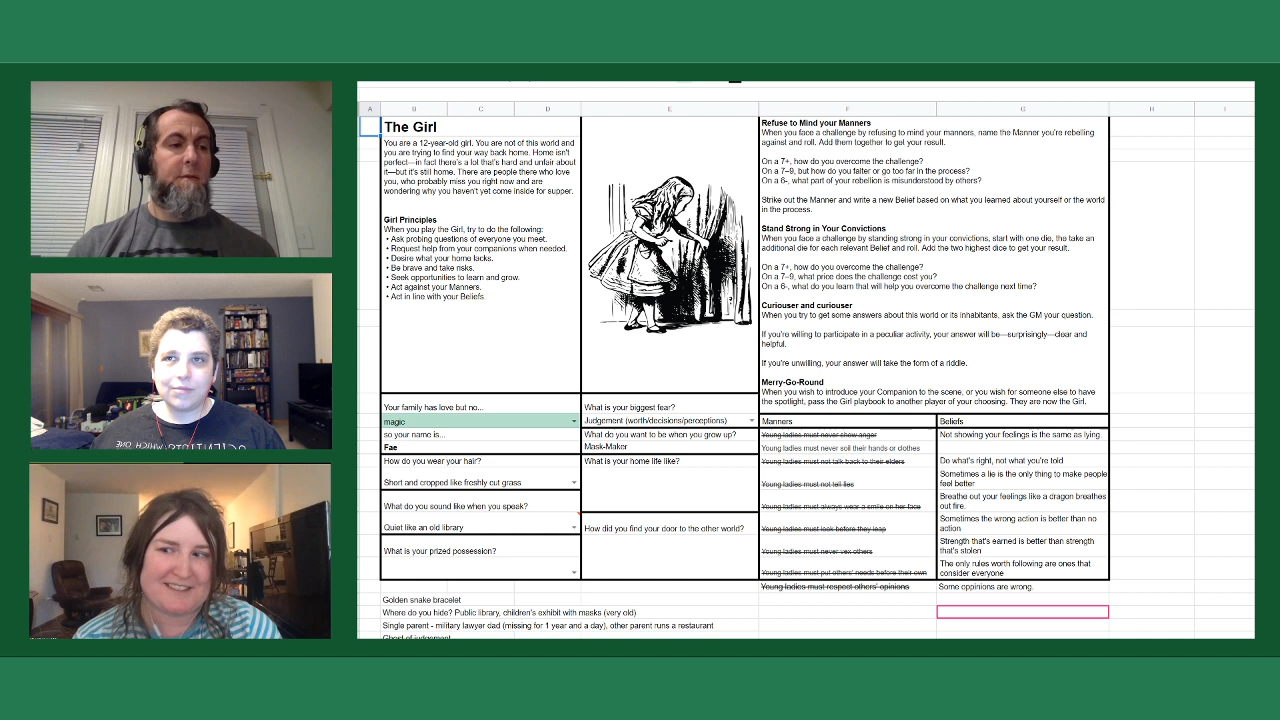 A B C D E F G H I
The Girl
You are a 12-year-old girl. You are not of this world and
you are trying to find your way back home. Home isn't
perfect—in fact there's a lot that's hard and unfair about
it—but it's still home. There are people there who love
you, who probably miss you right now and are
wondering why you haven't yet come inside for supper.
Girl Principles
When you play the Girl, try to do the following:
• Ask probing questions of everyone you meet.
• Request help from your companions when needed.
• Desire what your home lacks.
• Be brave and take risks.
• Seek opportunities to learn and grow.
• Act against your Manners.
• Act in line with your Beliefs.
Refuse to Mind your Manners
When you face a challenge by refusing to mind your manners, name the Manner you're rebelling
against and roll. Add them together to get your result.
On a 7+, how do you overcome the challenge?
On a 7–9, but how do you falter or go too far in the process?
On a 6-, what part of your rebellion is misunderstood by others?
Strike out the Manner and write a new Belief based on what you learned about yourself or the world
in the process.
Stand Strong in Your Convictions
When you face a challenge by standing strong in your convictions, start with one die, the take an
additional die for each relevant Belief and roll. Add the two highest dice to get your result.
On a 7+, how do you overcome the challenge?
On a 7–9, what price does the challenge cost you?
On a 6-, what do you learn that will help you overcome the challenge next time?
Curiouser and curiouser
When you try to get some answers about this world or its inhabitants, ask the GM your question.
If you're willing to participate in a peculiar activity, your answer will be—surprisingly—clear and
helpful.
If you're unwilling, your answer will take the form of a riddle.
Merry-Go-Round
When you wish to introduce your Companion to the scene, or you wish for someone else to have
the spotlight, pass the Girl playbook to another player of your choosing. They are now the Girl.
Your family has love but no...
magic
so your name is...
Fae
How do you wear your hair?
Short and cropped like freshly cut grass
What do you sound like when you speak?
Quiet like an old library
What is your prized possession?
What is your biggest fear?
Judgement (worth/decisions/perceptions)
What do you want to be when you grow up?
Mask-Maker
What is your home life like?
How did you find your door to the other world?
Manners
Young ladies must never show anger
Young ladies must never soil their hands or clothes
Young ladies must not talk back to their elders
Young ladies must not tell lies
Young ladies must always wear a smile on her face
Young ladies must look before they leap
Young ladies must never vex others
Young ladies must put others' needs before their own
Young ladies must respect others' opinions
Beliefs
Not showing your feelings is the same as lying.
Do what's right, not what you're told
Sometimes a lie is the only thing to make people
feel better
Breathe out your feelings like a dragon breathes
out fire.
Sometimes the wrong action is better than no
action
Strength that's earned is better than strength
that's stolen
The only rules worth following are ones that
consider everyone
Some oppinions are wrong.
Golden snake bracelet
Where do you hide? Public library, children's exhibit with masks (very old)
Single parent - military lawyer dad (missing for 1 year and a day), other parent runs a restaurant
Ghost of judgement